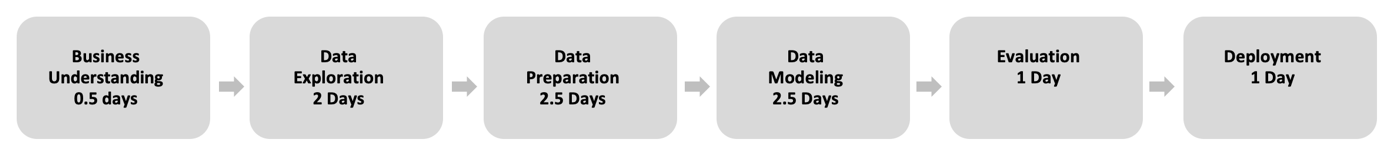 Business
Understanding
0.5 days
Data
Exploration
2 Days
Data
Preparation
2.5 Days
Data
Modeling
2.5 Days
Evaluation
1 Day
Deployment
1 Day